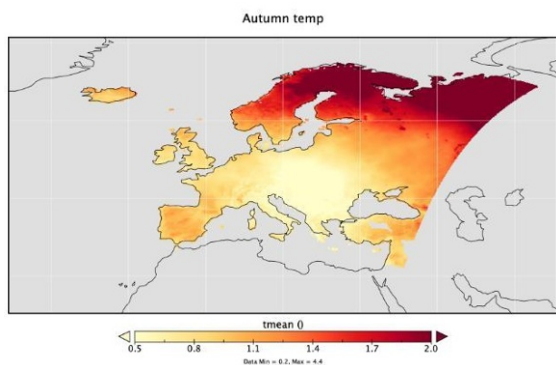 Autumn temp
tmean ()
0.5 0.8 1.1 1.4 1.7 2.0
Data Min = 0.2, Max = 4.4